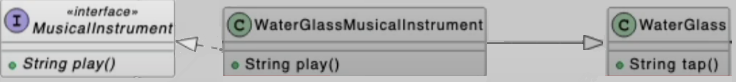 «interface»
I MusicalInstrument
String play()
C WaterGlassMusicalInstrument
String play()
C WaterGlass
String tap()